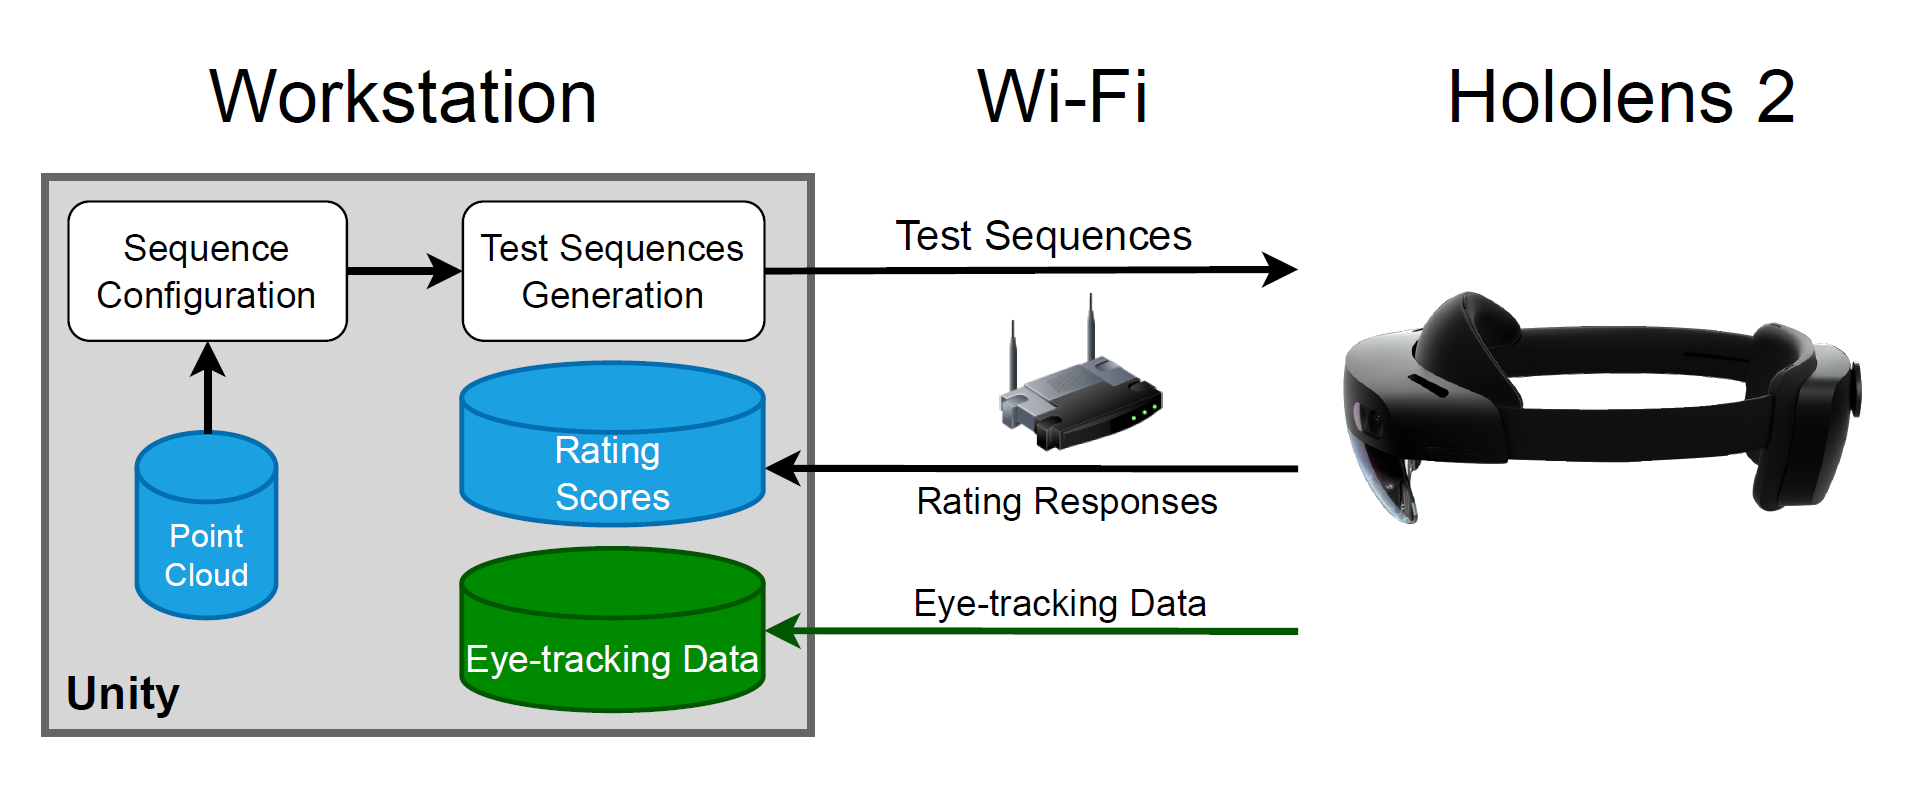 Workstation
Wi-Fi
Hololens 2
Sequence
Configuration
Test Sequences
Generation
Test Sequences
Rating
Scores
Rating Responses
Point
Cloud
Eye-tracking Data
Eye-tracking Data
Unity